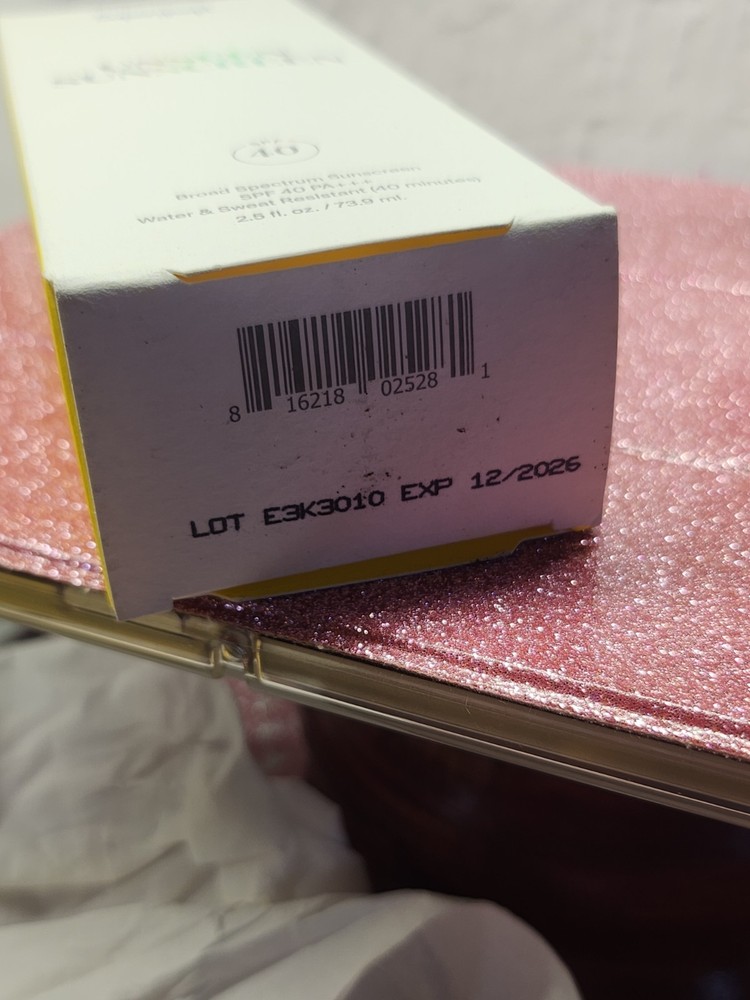 SPF
40
Broad Spectrum Sunscreen
SPF 40 PA+++
Water & Sweat Resistant (40 minutes)
2.5 fl. oz. / 73.9 ml.
8 16218 02528 1
LOT E3K3010 EXP 12/2026